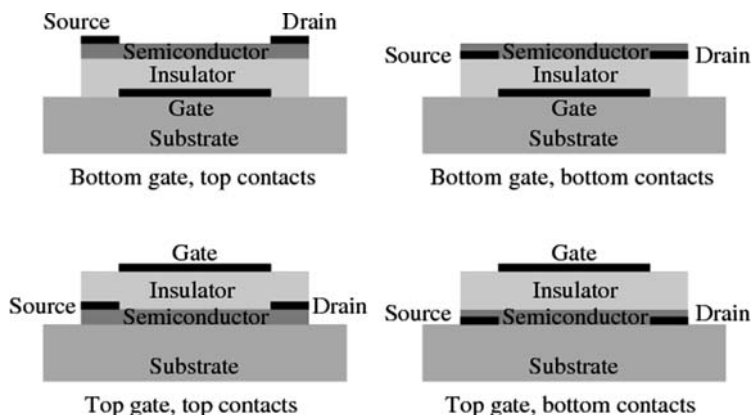 Source
Drain
Semiconductor
Insulator
Gate
Substrate
Bottom gate, top contacts
Source
Semiconductor
Drain
Insulator
Gate
Substrate
Bottom gate, bottom contacts
Gate
Insulator
Source
Drain
Semiconductor
Substrate
Top gate, top contacts
Gate
Insulator
Source
Semiconductor
Drain
Substrate
Top gate, bottom contacts